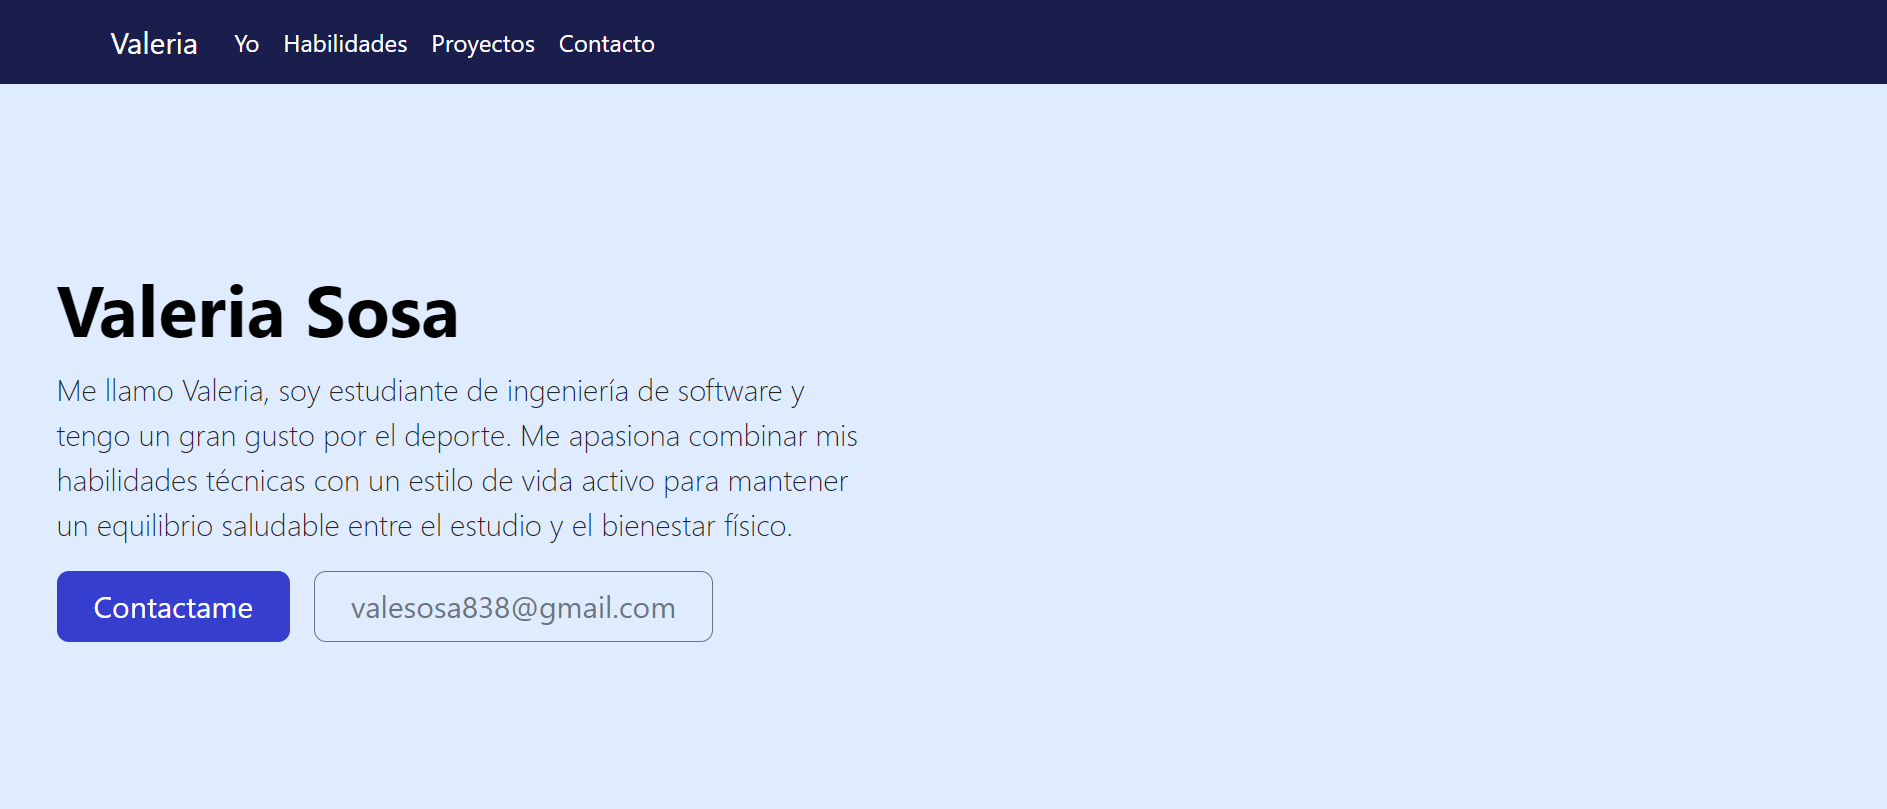 Valeria Yo Habilidades Proyectos Contacto
Valeria Sosa
Me llamo Valeria, soy estudiante de ingeniería de software y
tengo un gran gusto por el deporte. Me apasiona combinar mis
habilidades técnicas con un estilo de vida activo para mantener
un equilibrio saludable entre el estudio y el bienestar físico.
Contactame valesosa838@gmail.com